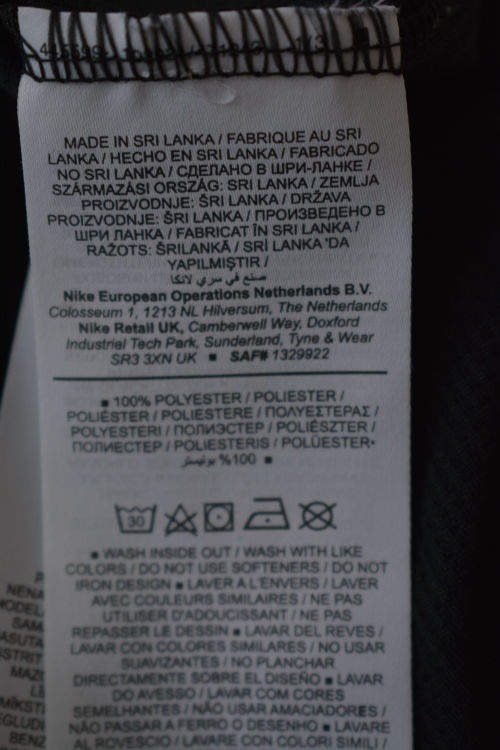 MADE IN SRI LANKA / FABRIQUE AU SRI
LANKA / HECHO EN SRI LANKA / FABRICADO
NO SRI LANKA / СДЕЛАНО В ШРИ-ЛАНКЕ /
SZÁRMAZÁSI ORSZÁG: SRI LANKA / ZEMLJA
PROIZVODNJE: ŠRI LANKA / DRŽAVA
PROIZVODNJE: ŠRI LANKA / ПРОИЗВЕДЕНО В
ШРИ ЛАНКА / FABRICAT ÎN SRI LANKA /
RAŽOTS: ŠRILANKĀ / SRİ LANKA 'DA
YAPILMIŞTIR /
صنع في سري لانكا
Nike European Operations Netherlands B.V.
Colosseum 1, 1213 NL Hilversum, The Netherlands
Nike Retail UK, Camberwell Way, Doxford
Industrial Tech Park, Sunderland, Tyne & Wear
SR3 3XN UK ■ SAF# 1329922
■ 100% POLYESTER / POLIESTER /
POLIÉSTER / POLIESTERE / ΠΟΛΥΕΣΤΕΡΑΣ /
POLYESTERI / ПОЛИЭСТЕР / POLIÉSZTER /
ПОЛИЕСТЕР / POLIESTERIS / POLÜESTER
100% بوليستر ■
30
■ WASH INSIDE OUT / WASH WITH LIKE
COLORS / DO NOT USE SOFTENERS / DO NOT
IRON DESIGN ■ LAVER A L'ENVERS / LAVER
AVEC COULEURS SIMILAIRES / NE PAS
UTILISER D'ADOUCISSANT / NE PAS
REPASSER LE DESSIN ■ LAVAR DEL REVES /
LAVAR CON COLORES SIMILARES / NO USAR
SUAVIZANTES / NO PLANCHAR
DIRECTAMENTE SOBRE EL DISEÑO ■ LAVAR
DO AVESSO / LAVAR COM CORES
SEMELHANTES / NÃO USAR AMACIADORES /
NÃO PASSAR A FERRO O DESENHO ■ LAVARE
AL ROVESCIO / LAVARE CON COLORI SIMILI /